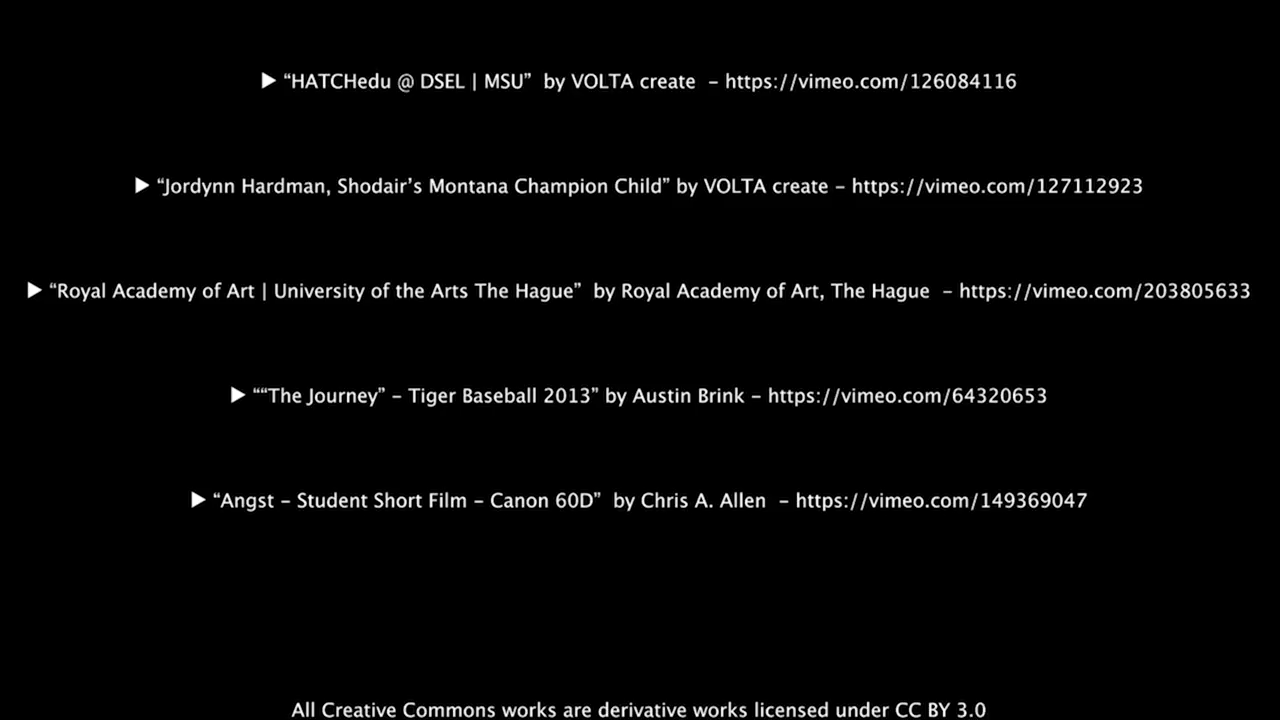 ▶ “HATCHedu @ DSEL | MSU”  by VOLTA create  – https://vimeo.com/126084116
▶ “Jordynn Hardman, Shodair’s Montana Champion Child” by VOLTA create – https://vimeo.com/127112923
▶ “Royal Academy of Art | University of the Arts The Hague”  by Royal Academy of Art, The Hague  – https://vimeo.com/203805633
▶ ““The Journey” – Tiger Baseball 2013” by Austin Brink – https://vimeo.com/64320653
▶ “Angst – Student Short Film – Canon 60D”  by Chris A. Allen  – https://vimeo.com/149369047
All Creative Commons works are derivative works licensed under CC BY 3.0